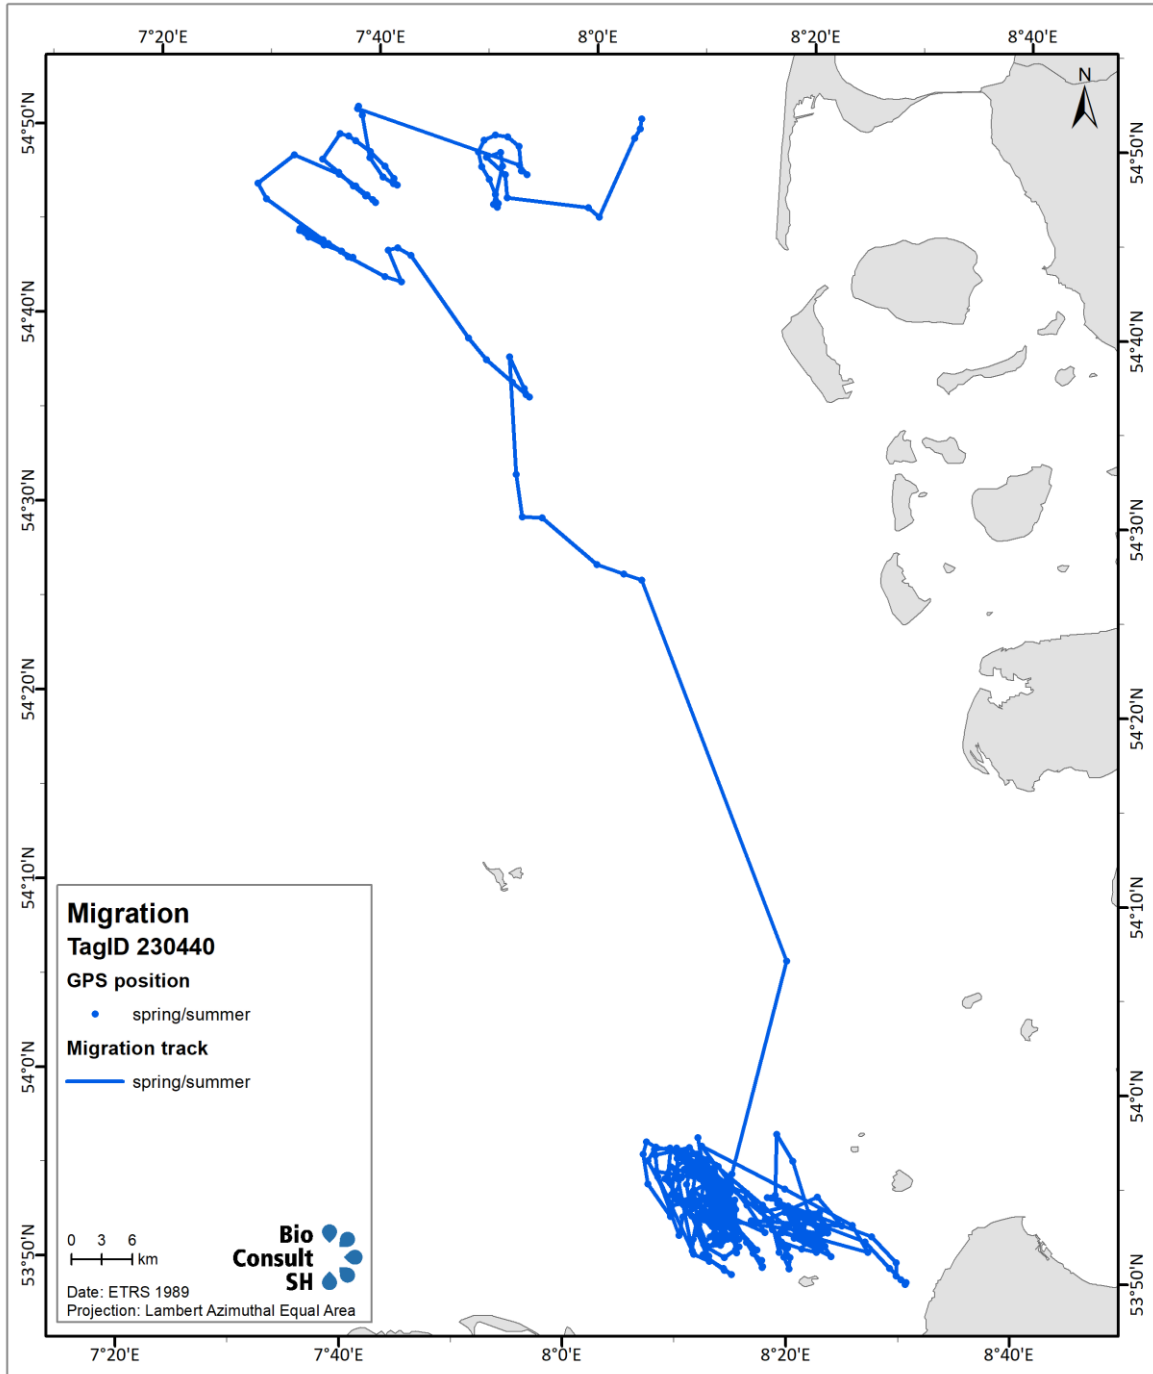 7°20'E 7°40'E 8°0'E 8°20'E 8°40'E
N
54°50'N
54°40'N
54°30'N
54°20'N
54°10'N
54°0'N
53°50'N
54°50'N
54°40'N
54°30'N
54°20'N
54°10'N
54°0'N
53°50'N
Migration
TagID 230440
GPS position
spring/summer
Migration track
spring/summer
0 3 6
km
Bio
Consult
SH
Date: ETRS 1989
Projection: Lambert Azimuthal Equal Area
7°20'E 7°40'E 8°0'E 8°20'E 8°40'E